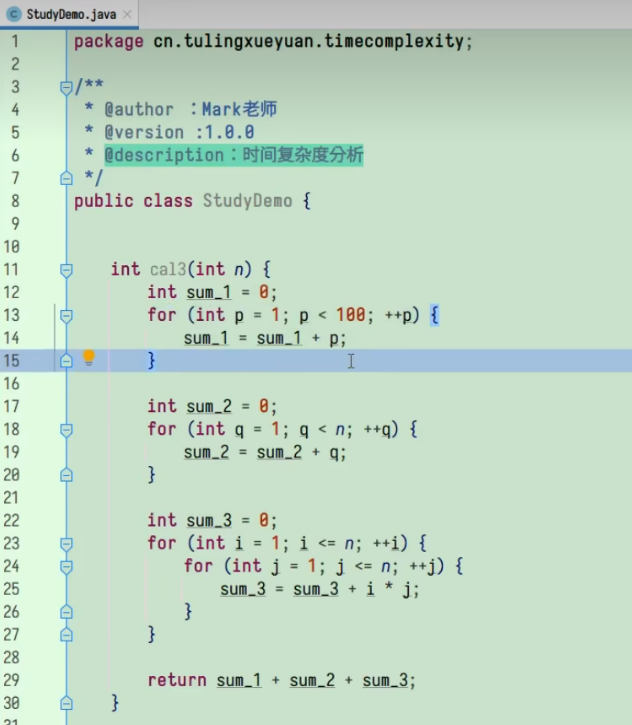 StudyDemo.java
1 package cn.tulingxueyuan.timecomplexity;
2
3 /**
4 * @author ：Mark老师
5 * @version :1.0.0
6 * @description：时间复杂度分析
7 */
8 public class StudyDemo {
9
10
11 int cal3(int n) {
12 int sum_1 = 0;
13 for (int p = 1; p < 100; ++p) {
14 sum_1 = sum_1 + p;
15 }
16
17 int sum_2 = 0;
18 for (int q = 1; q < n; ++q) {
19 sum_2 = sum_2 + q;
20 }
21
22 int sum_3 = 0;
23 for (int i = 1; i <= n; ++i) {
24 for (int j = 1; j <= n; ++j) {
25 sum_3 = sum_3 + i * j;
26 }
27 }
28
29 return sum_1 + sum_2 + sum_3;
30 }